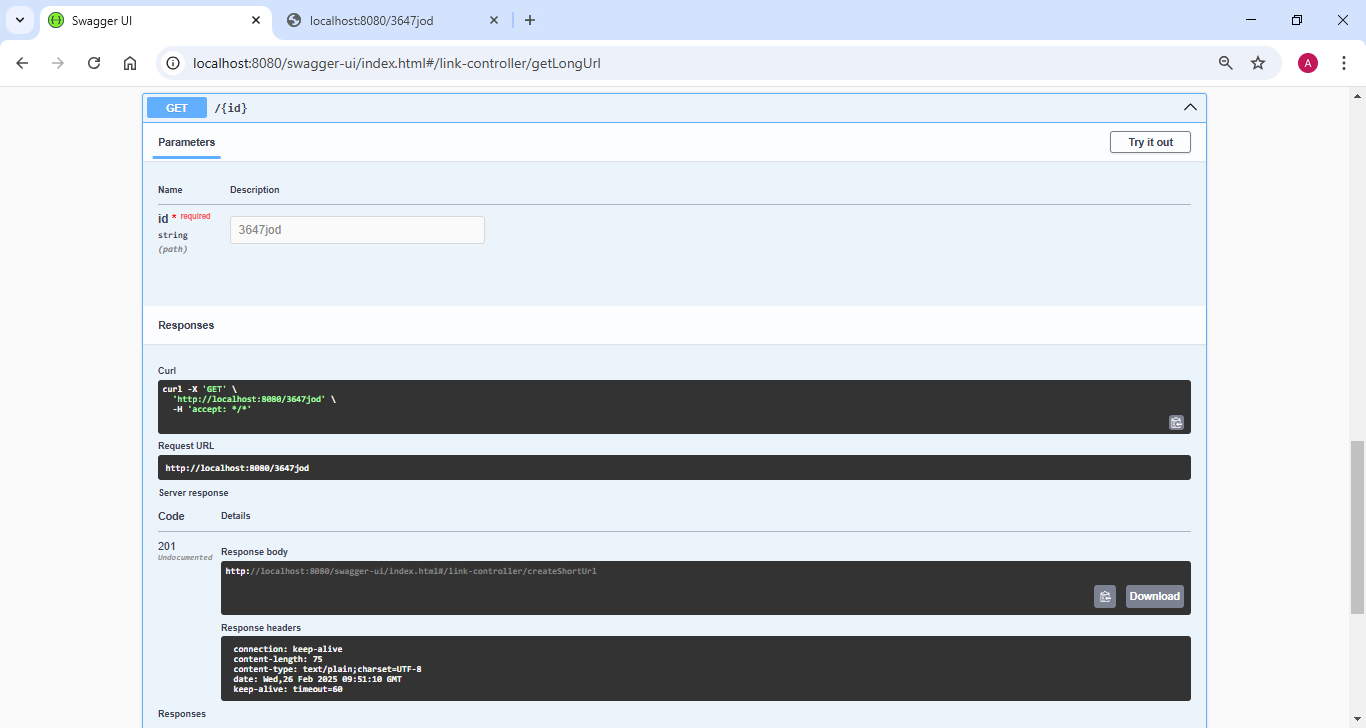 Swagger UI
localhost:8080/3647jod
localhost:8080/swagger-ui/index.html#/link-controller/getLongUrl
A
GET /{id}
Parameters
Try it out
Name Description
id * required
string
(path)
3647jod
Responses
Curl
curl -X 'GET' \
'http://localhost:8080/3647jod' \
-H 'accept: */*'
Request URL
http://localhost:8080/3647jod
Server response
Code Details
201
Undocumented
Response body
http://localhost:8080/swagger-ui/index.html#/link-controller/createShortUrl
Download
Response headers
connection: keep-alive
content-length: 75
content-type: text/plain;charset=UTF-8
date: Wed,26 Feb 2025 09:51:10 GMT
keep-alive: timeout=60
Responses